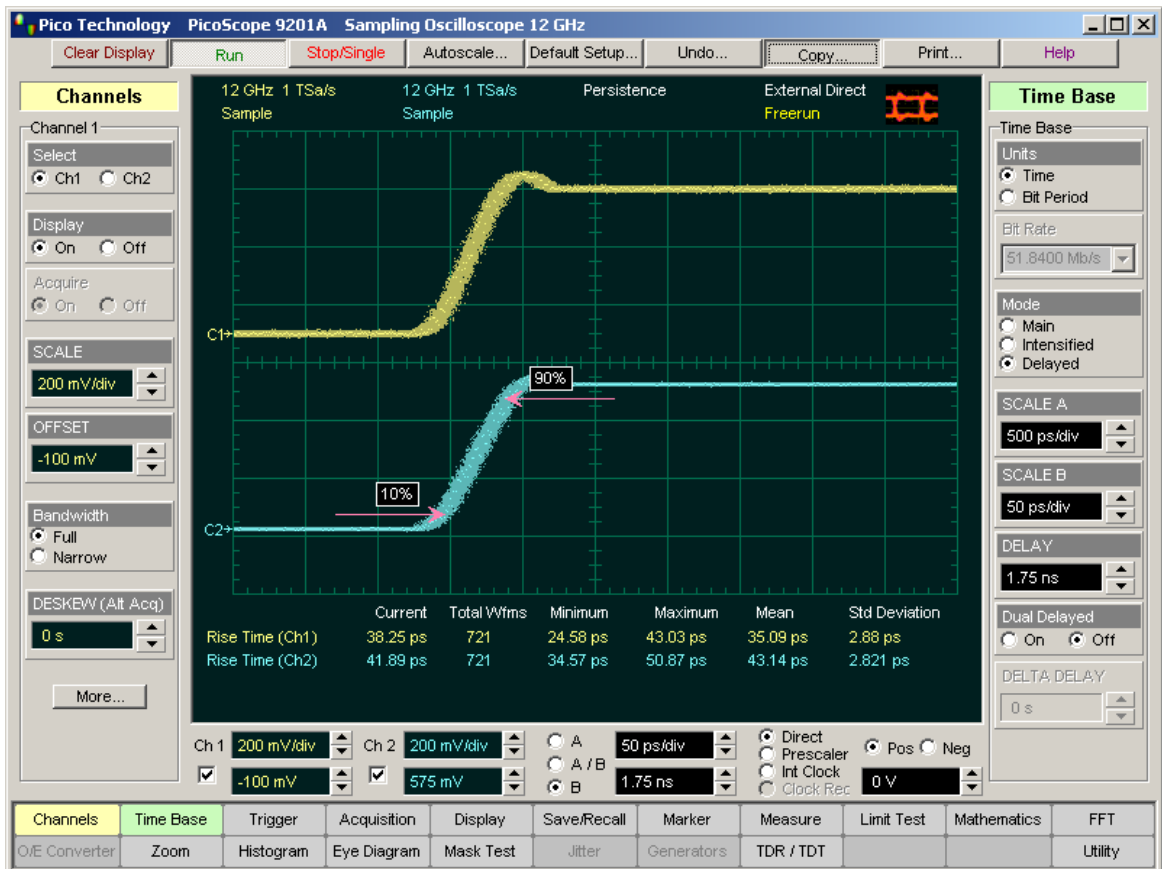 Pico Technology PicoScope 9201A Sampling Oscilloscope 12 GHz
Clear Display Run Stop/Single Autoscale... Default Setup... Undo... Copy... Print... Help
Channels
Channel 1
Select
Ch1 Ch2
Display
On Off
Acquire
On Off
SCALE
200 mV/div
OFFSET
-100 mV
Bandwidth
Full
Narrow
DESKEW (Alt Acq)
0 s
More...
12 GHz 1 TSa/s 12 GHz 1 TSa/s Persistence External Direct
Sample Sample Freerun
C1
90%
10%
C2
Current Total Wfms Minimum Maximum Mean Std Deviation
Rise Time (Ch1) 38.25 ps 721 24.58 ps 43.03 ps 35.09 ps 2.88 ps
Rise Time (Ch2) 41.89 ps 721 34.57 ps 50.87 ps 43.14 ps 2.821 ps
Time Base
Time Base
Units
Time
Bit Period
Bit Rate
51.8400 Mb/s
Mode
Main
Intensified
Delayed
SCALE A
500 ps/div
SCALE B
50 ps/div
DELAY
1.75 ns
Dual Delayed
On Off
DELTA DELAY
0 s
Ch 1 200 mV/div Ch 2 200 mV/div
-100 mV 575 mV
A
A / B
B
50 ps/div
1.75 ns
Direct
Prescaler
Int Clock
Clock Rec
Pos Neg
0 V
Channels Time Base Trigger Acquisition Display Save/Recall Marker Measure Limit Test Mathematics FFT
O/E Converter Zoom Histogram Eye Diagram Mask Test Jitter Generators TDR / TDT Utility